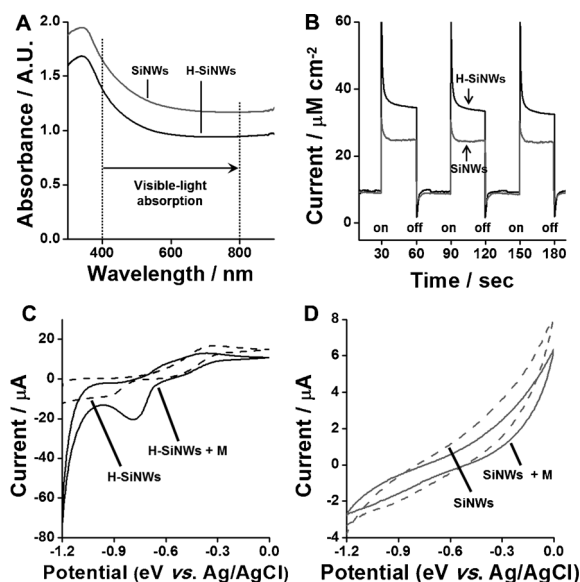 A
Absorbance / A.U.
2.0
1.5
1.0
0.5
0.0
SiNWs
H-SiNWs
Visible-light
absorption
400
600
800
Wavelength / nm
B
Current / μM cm-2
60
40
20
0
H-SiNWs
SiNWs
on off on off on off
30 60 90 120 150 180
Time / sec
C
Current / μA
20
0
-20
-40
-60
-80
H-SiNWs + M
H-SiNWs
-1.2 -0.9 -0.6 -0.3 0.0
Potential (eV vs. Ag/AgCl)
D
Current / μA
8
6
4
2
0
-2
-4
SiNWs + M
SiNWs
-1.2 -0.9 -0.6 -0.3 0.0
Potential (eV vs. Ag/AgCl)